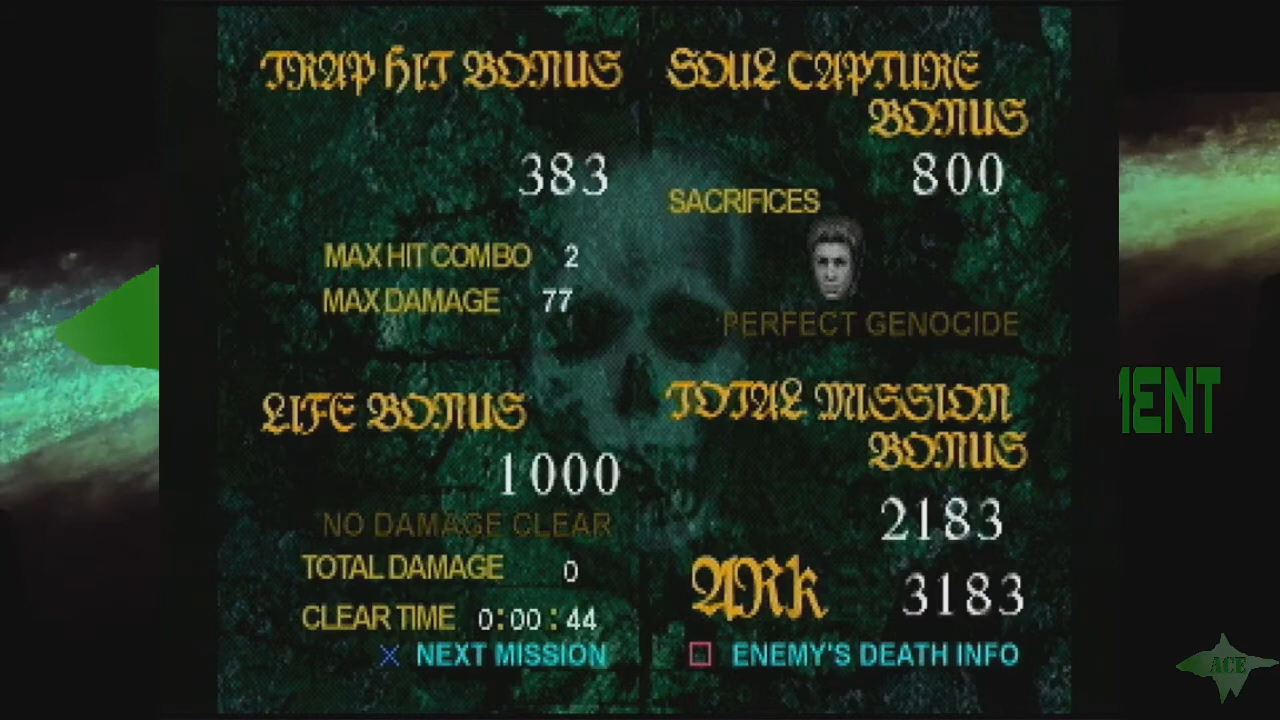 TRAP HIT BONUS
383
MAX HIT COMBO 2
MAX DAMAGE 77
SOUL CAPTURE
BONUS
800
SACRIFICES
PERFECT GENOCIDE
LIFE BONUS
1000
NO DAMAGE CLEAR
TOTAL DAMAGE 0
CLEAR TIME 0:00:44
TOTAL MISSION
BONUS
2183
ARK 3183
NEXT MISSION
ENEMY'S DEATH INFO
MENT
ACE